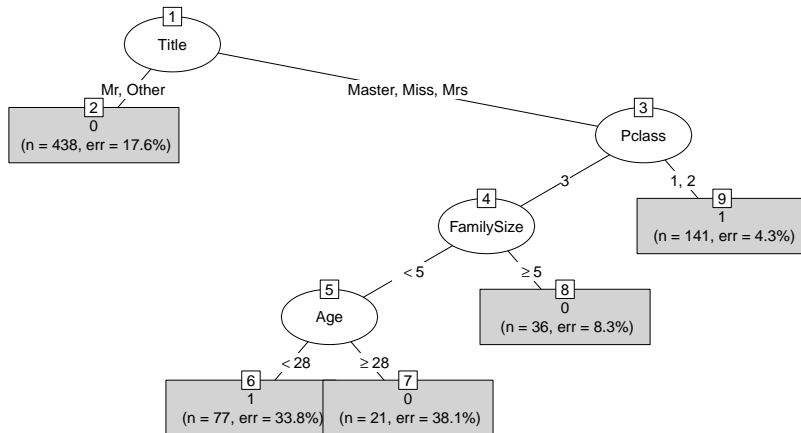 1
Title
Mr, Other
Master, Miss, Mrs
2
0
(n = 438, err = 17.6%)
3
Pclass
3
1, 2
4
FamilySize
9
1
(n = 141, err = 4.3%)
< 5
≥ 5
5
Age
8
0
(n = 36, err = 8.3%)
< 28
≥ 28
6
1
(n = 77, err = 33.8%)
7
0
(n = 21, err = 38.1%)